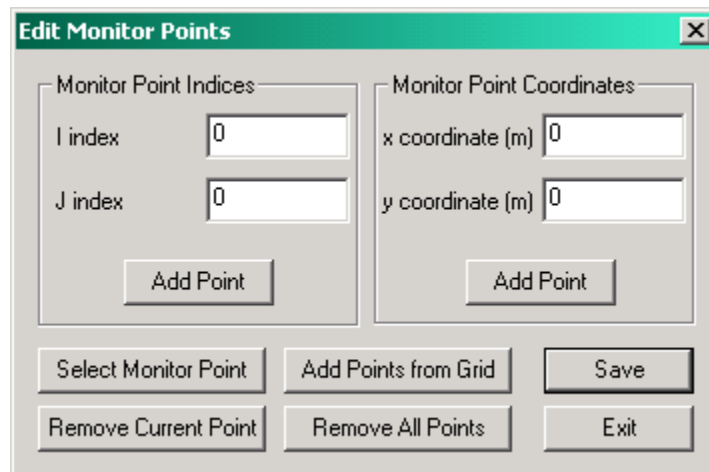 Edit Monitor Points
Monitor Point Indices
I index 0
J index 0
Add Point
Monitor Point Coordinates
x coordinate (m) 0
y coordinate (m) 0
Add Point
Select Monitor Point Add Points from Grid Save
Remove Current Point Remove All Points Exit